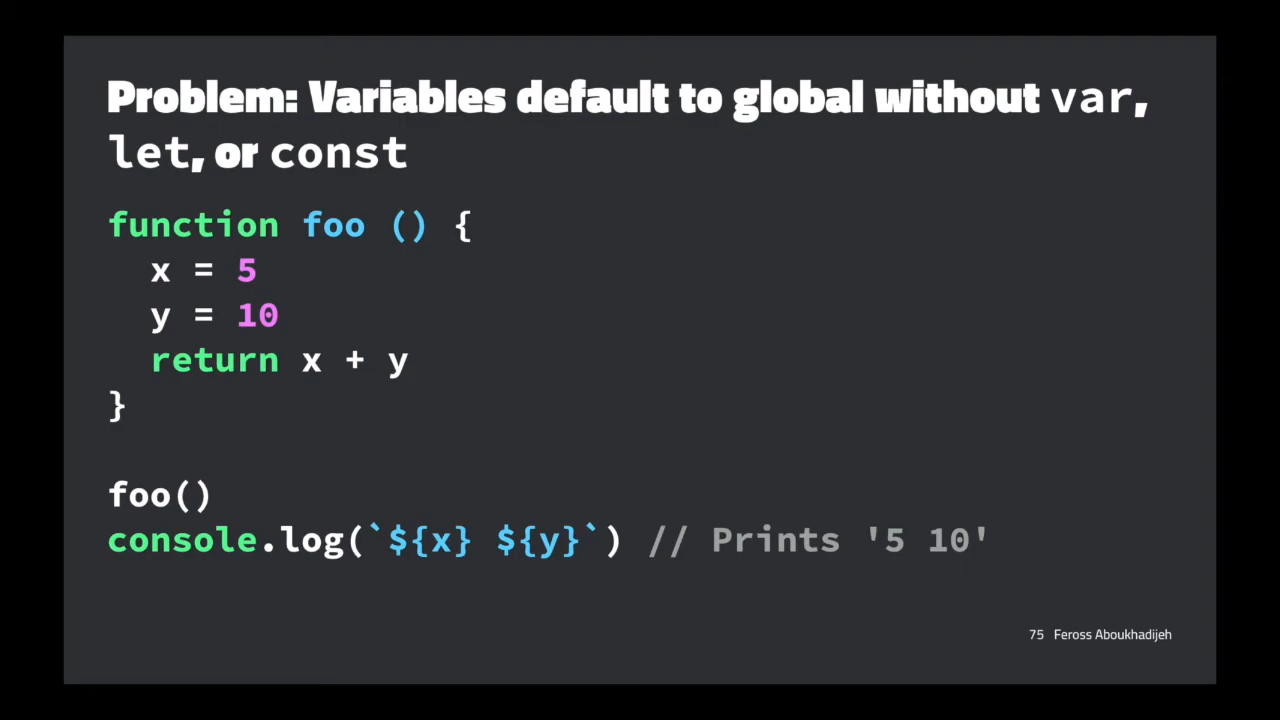 Problem: Variables default to global without var,
let, or const
function foo () {
  x = 5
  y = 10
  return x + y
}
foo()
console.log(`${x} ${y}`) // Prints '5 10'
75 Feross Aboukhadijeh